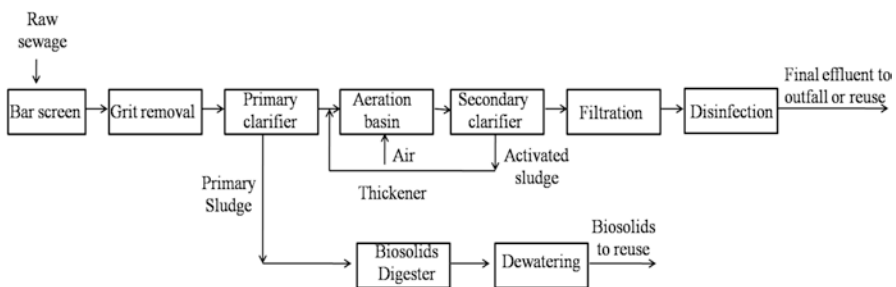 Raw
sewage
Bar screen
Grit removal
Primary
clarifier
Aeration
basin
Secondary
clarifier
Filtration
Disinfection
Final effluent to
outfall or reuse
Air
Activated
sludge
Thickener
Primary
Sludge
Biosolids
Digester
Dewatering
Biosolids
to reuse